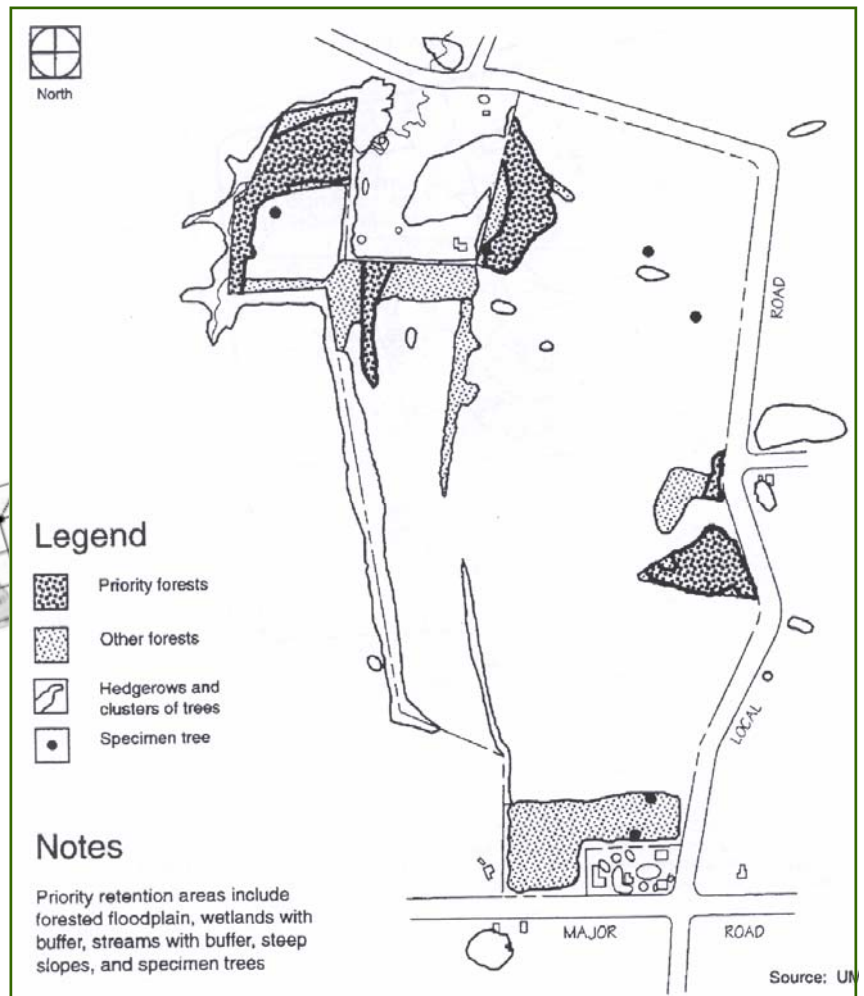 North
ROAD
LOCAL
Legend
Priority forests
Other forests
Hedgerows and
clusters of trees
Specimen tree
Notes
Priority retention areas include
forested floodplain, wetlands with
buffer, streams with buffer, steep
slopes, and specimen trees
MAJOR ROAD
Source: UM